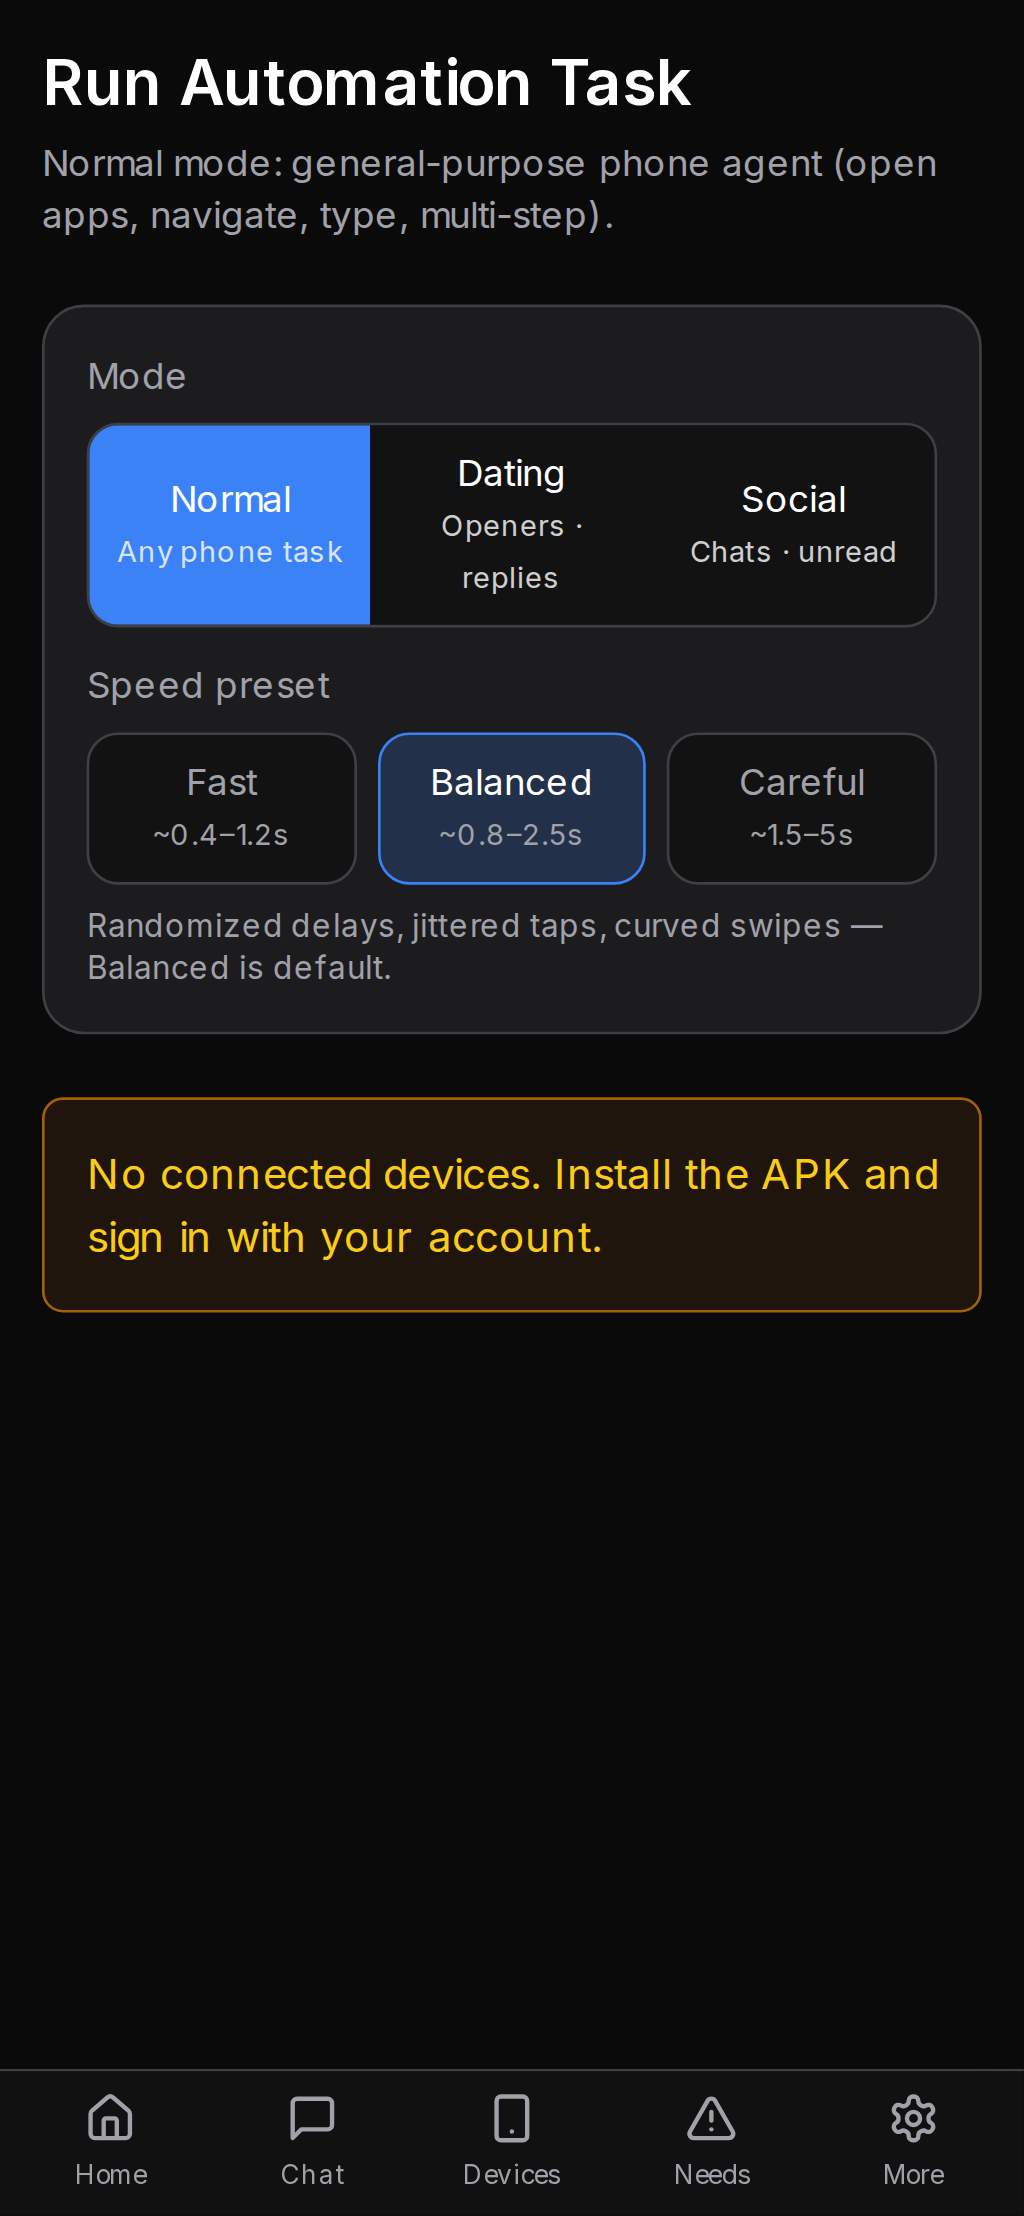 Run Automation Task
Normal mode: general-purpose phone agent (open
apps, navigate, type, multi-step).
Mode
Normal
Any phone task
Dating
Openers ·
replies
Social
Chats · unread
Speed preset
Fast
~0.4–1.2s
Balanced
~0.8–2.5s
Careful
~1.5–5s
Randomized delays, jittered taps, curved swipes —
Balanced is default.
No connected devices. Install the APK and
sign in with your account.
Home
Chat
Devices
Needs
More